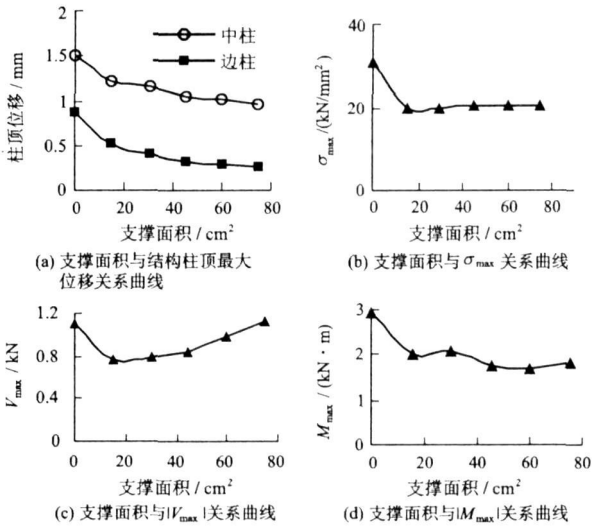 2
1.5
1
0.5
0
柱顶位移 / mm
中柱
边柱
0 20 40 60 80
支撑面积 / cm²
(a) 支撑面积与结构柱顶最大
位移关系曲线
60
40
20
0
σmax /(kN/mm²)
0 20 40 60 80
支撑面积 / cm²
(b) 支撑面积与σmax 关系曲线
1.2
0.8
0.4
0
Vmax / kN
0 20 40 60 80
支撑面积 / cm²
(c) 支撑面积与|Vmax |关系曲线
3
2
1
0
Mmax / (kN · m)
0 20 40 60 80
支撑面积 / cm²
(d) 支撑面积与|Mmax|关系曲线